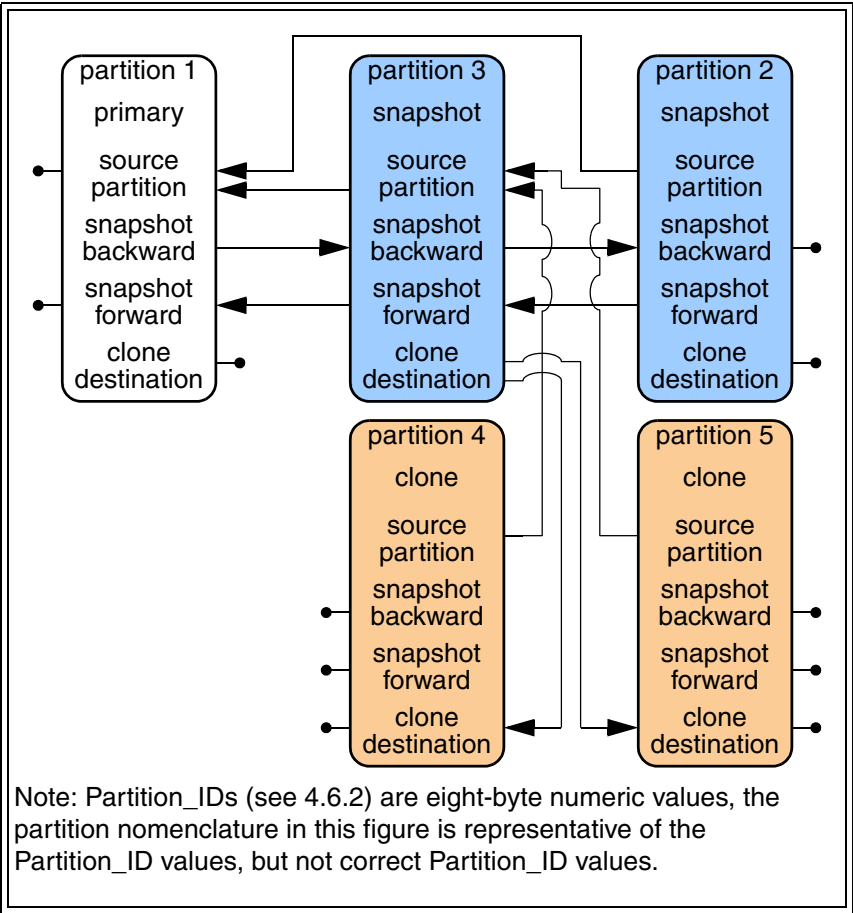 partition 1
primary
source
partition
snapshot
backward
snapshot
forward
clone
destination
partition 3
snapshot
source
partition
snapshot
backward
snapshot
forward
clone
destination
partition 2
snapshot
source
partition
snapshot
backward
snapshot
forward
clone
destination
partition 4
clone
source
partition
snapshot
backward
snapshot
forward
clone
destination
partition 5
clone
source
partition
snapshot
backward
snapshot
forward
clone
destination
Note: Partition_IDs (see 4.6.2) are eight-byte numeric values, the
partition nomenclature in this figure is representative of the
Partition_ID values, but not correct Partition_ID values.